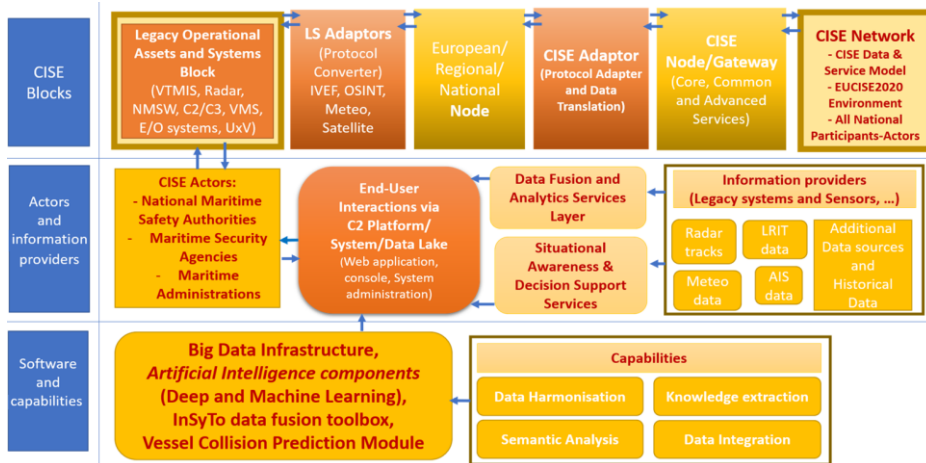 CISE
Blocks
Legacy Operational
Assets and Systems
Block
(VTMIS, Radar,
NMSW, C2/C3, VMS,
E/O systems, UxV)
LS Adaptors
(Protocol
Converter)
IVEF, OSINT,
Meteo,
Satellite
European/
Regional/
National
Node
CISE Adaptor
(Protocol Adapter
and Data
Translation)
CISE
Node/Gateway
(Core, Common
and Advanced
Services)
CISE Network
- CISE Data &
Service Model
- EUCISE2020
Environment
- All National
Participants-Actors
Actors
and
information
providers
CISE Actors:
- National Maritime
Safety Authorities
- Maritime Security
Agencies
- Maritime
Administrations
End-User
Interactions via
C2 Platform/
System/Data Lake
(Web application,
console, System
administration)
Data Fusion and
Analytics Services
Layer
Situational
Awareness &
Decision Support
Services
Information providers
(Legacy systems and Sensors, ...)
Radar
tracks
LRIT
data
Meteo
data
AIS
data
Additional
Data sources
and
Historical
Data
Software
and
capabilities
Big Data Infrastructure,
Artificial Intelligence components
(Deep and Machine Learning),
InSyTo data fusion toolbox,
Vessel Collision Prediction Module
Capabilities
Data Harmonisation
Knowledge extraction
Semantic Analysis
Data Integration